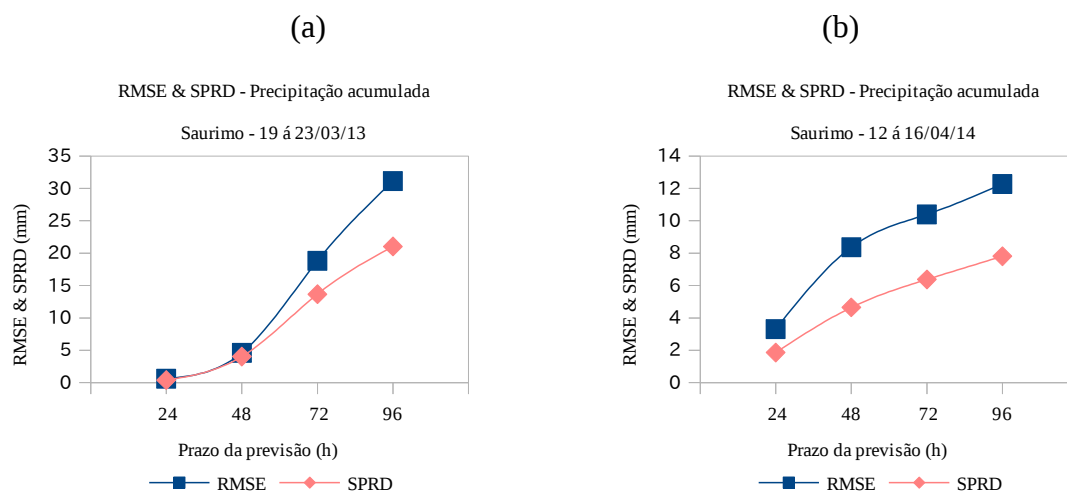 (a)
RMSE & SPRD - Precipitação acumulada
Saurimo - 19 á 23/03/13
RMSE & SPRD (mm)
35
30
25
20
15
10
5
0
24 48 72 96
Prazo da previsão (h)
RMSE SPRD
(b)
RMSE & SPRD - Precipitação acumulada
Saurimo - 12 á 16/04/14
RMSE & SPRD (mm)
14
12
10
8
6
4
2
0
24 48 72 96
Prazo da previsão (h)
RMSE SPRD